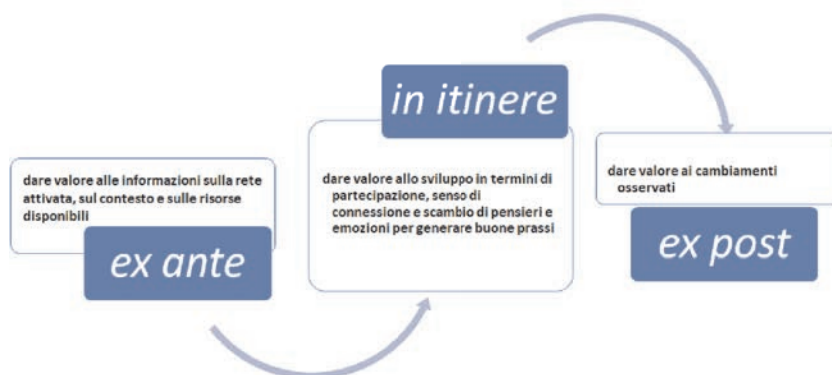 dare valore alle informazioni sulla rete
attivata, sul contesto e sulle risorse
disponibili
ex ante
in itinere
dare valore allo sviluppo in termini di
partecipazione, senso di
connessione e scambio di pensieri e
emozioni per generare buone prassi
dare valore ai cambiamenti
osservati
ex post